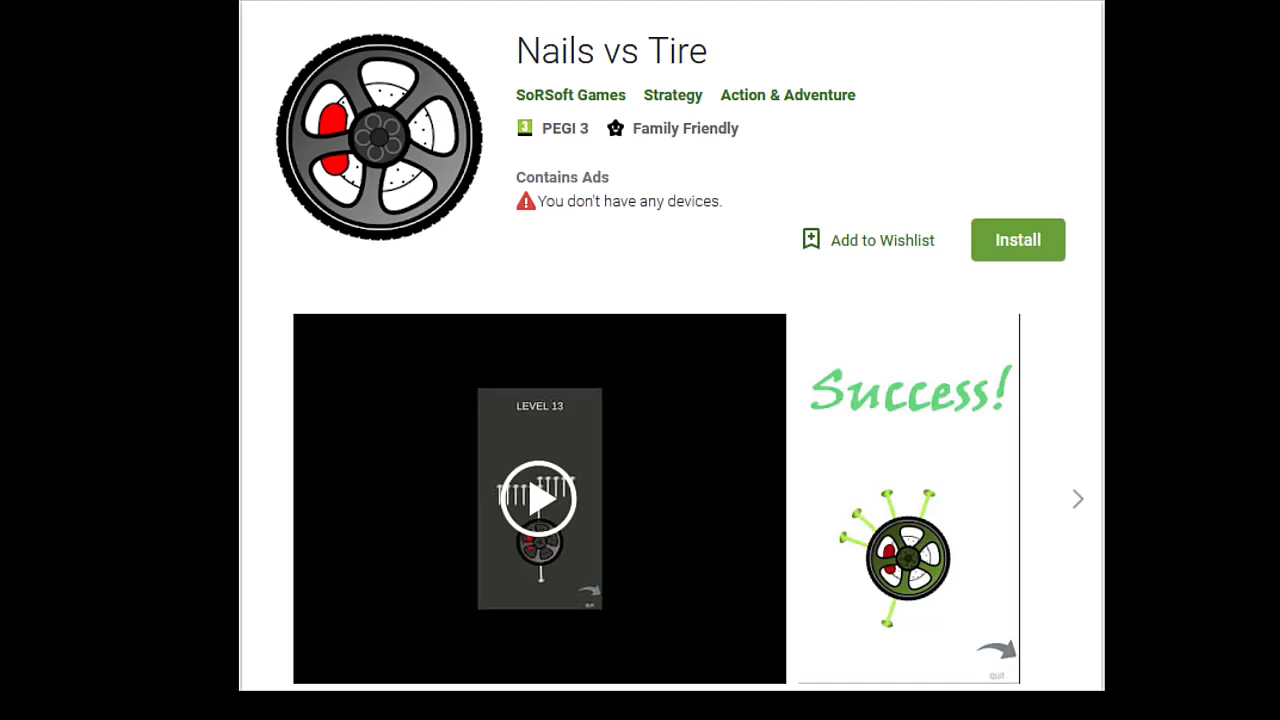 Nails vs Tire
SoRSoft Games Strategy Action & Adventure
3 PEGI 3 Family Friendly
Contains Ads
You don't have any devices.
Add to Wishlist Install
LEVEL 13
Success!
quit